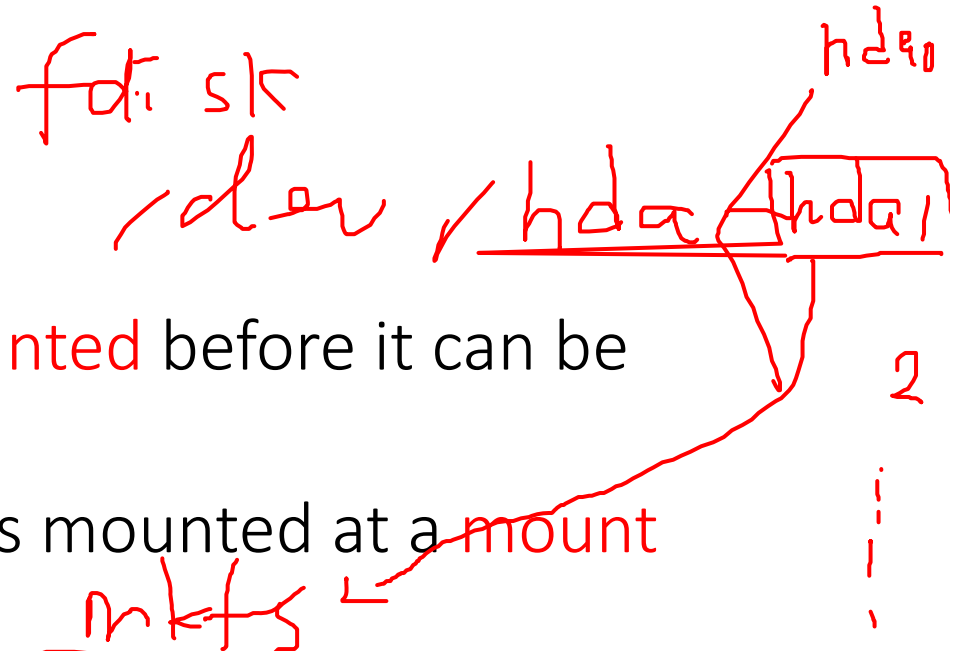 hda0
fdisk
/dev/hda hda1
nted before it can be
2
s mounted at a mount
mkfs